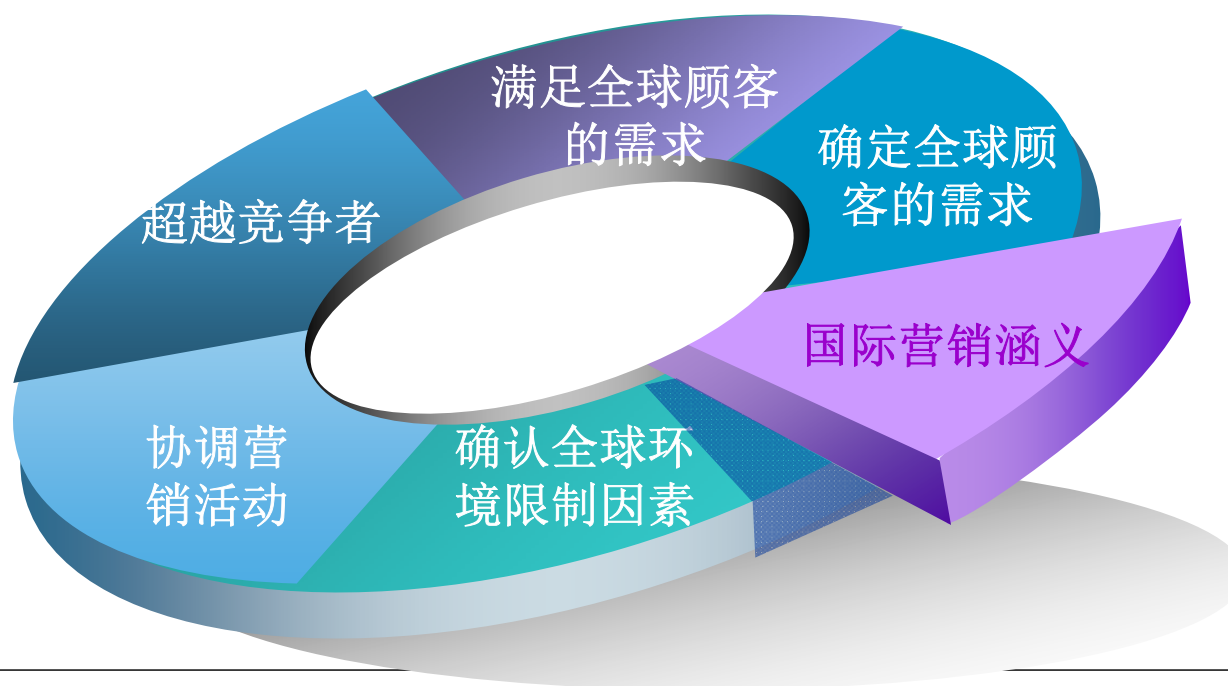 满足全球顾客
的需求
确定全球顾
客的需求
超越竞争者
国际营销涵义
协调营
销活动
确认全球环
境限制因素